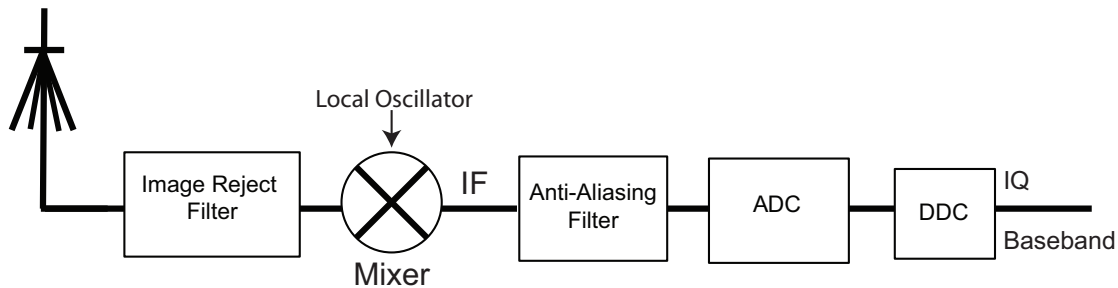 Local Oscillator
Image Reject
Filter
Mixer
IF
Anti-Aliasing
Filter
ADC
DDC
IQ
Baseband